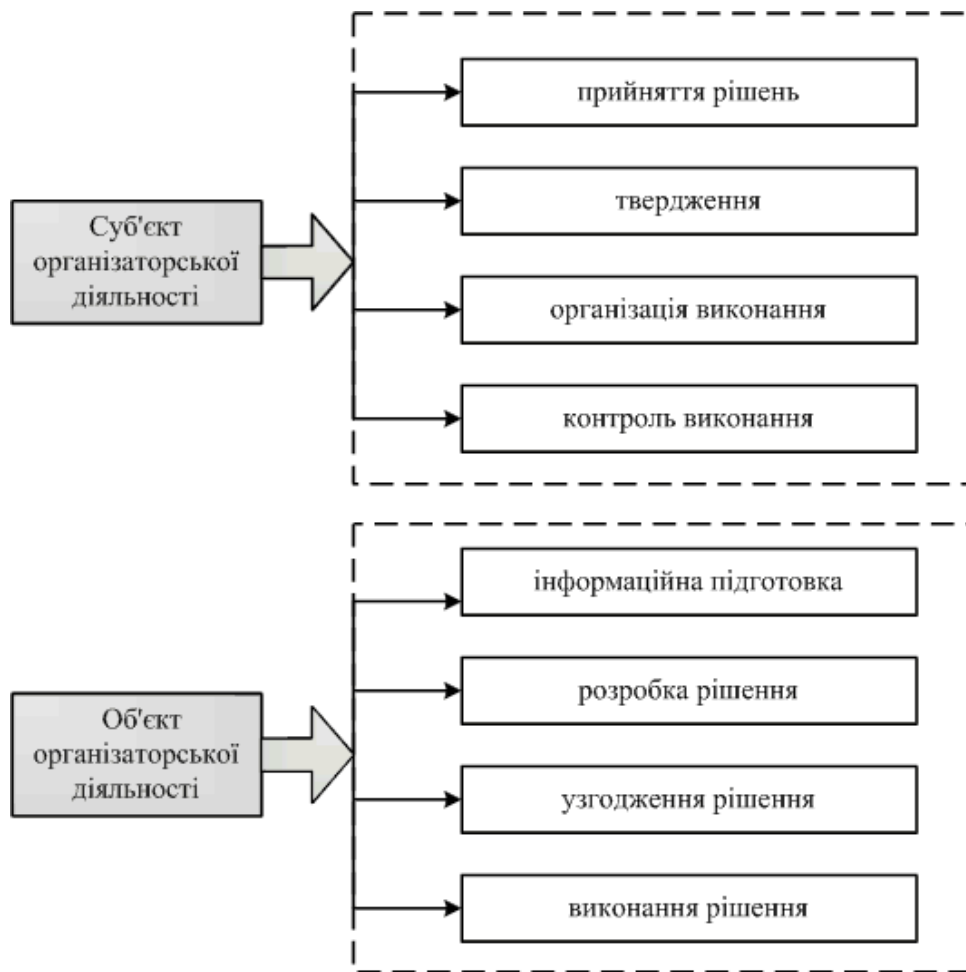 Суб'єкт
організаторської
діяльності
прийняття рішень
твердження
організація виконання
контроль виконання
Об'єкт
організаторської
діяльності
інформаційна підготовка
розробка рішення
узгодження рішення
виконання рішення